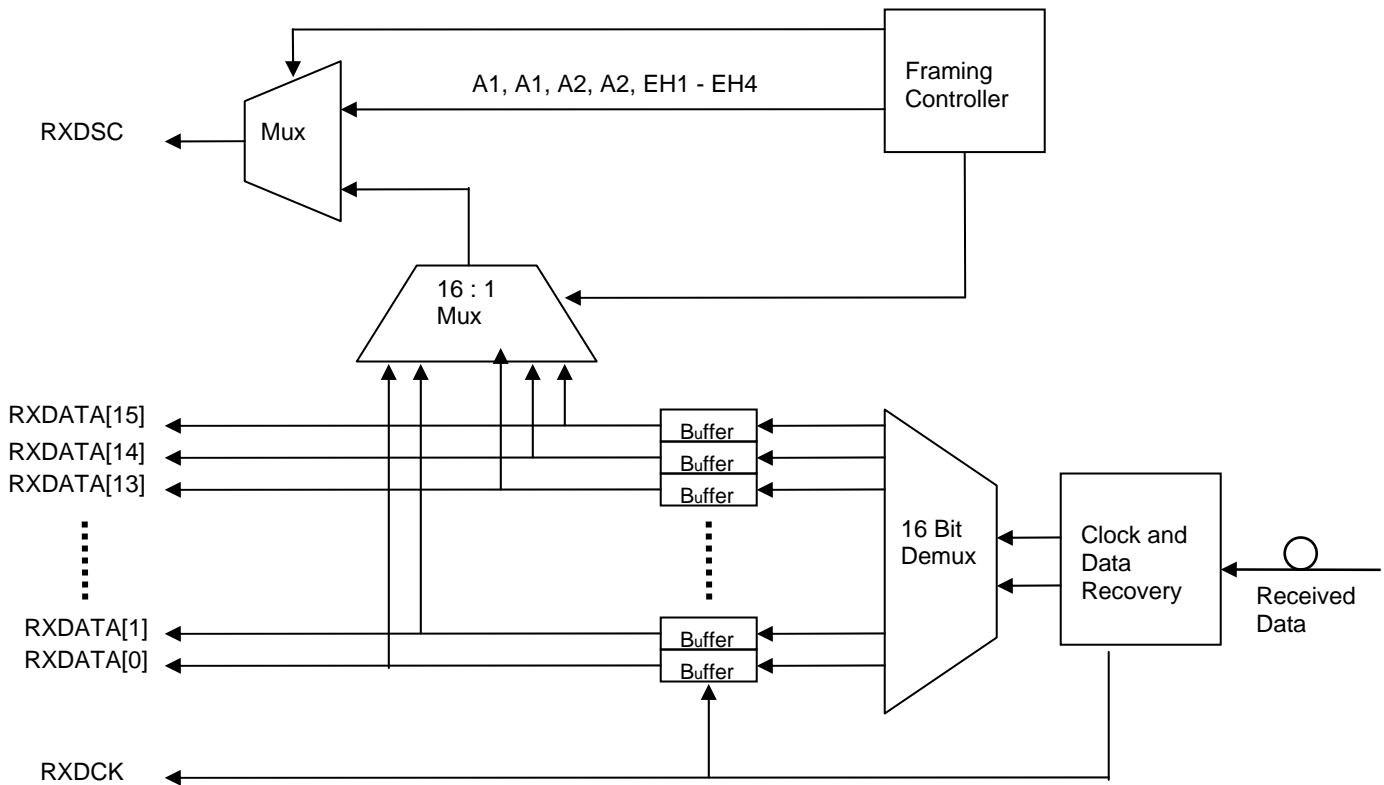 Framing
Controller
A1, A1, A2, A2, EH1 - EH4
RXDSC
Mux
16 : 1
Mux
RXDATA[15]
Buffer
RXDATA[14]
Buffer
RXDATA[13]
Buffer
16 Bit
Demux
Clock and
Data
Recovery
Received
Data
RXDATA[1]
Buffer
RXDATA[0]
Buffer
RXDCK